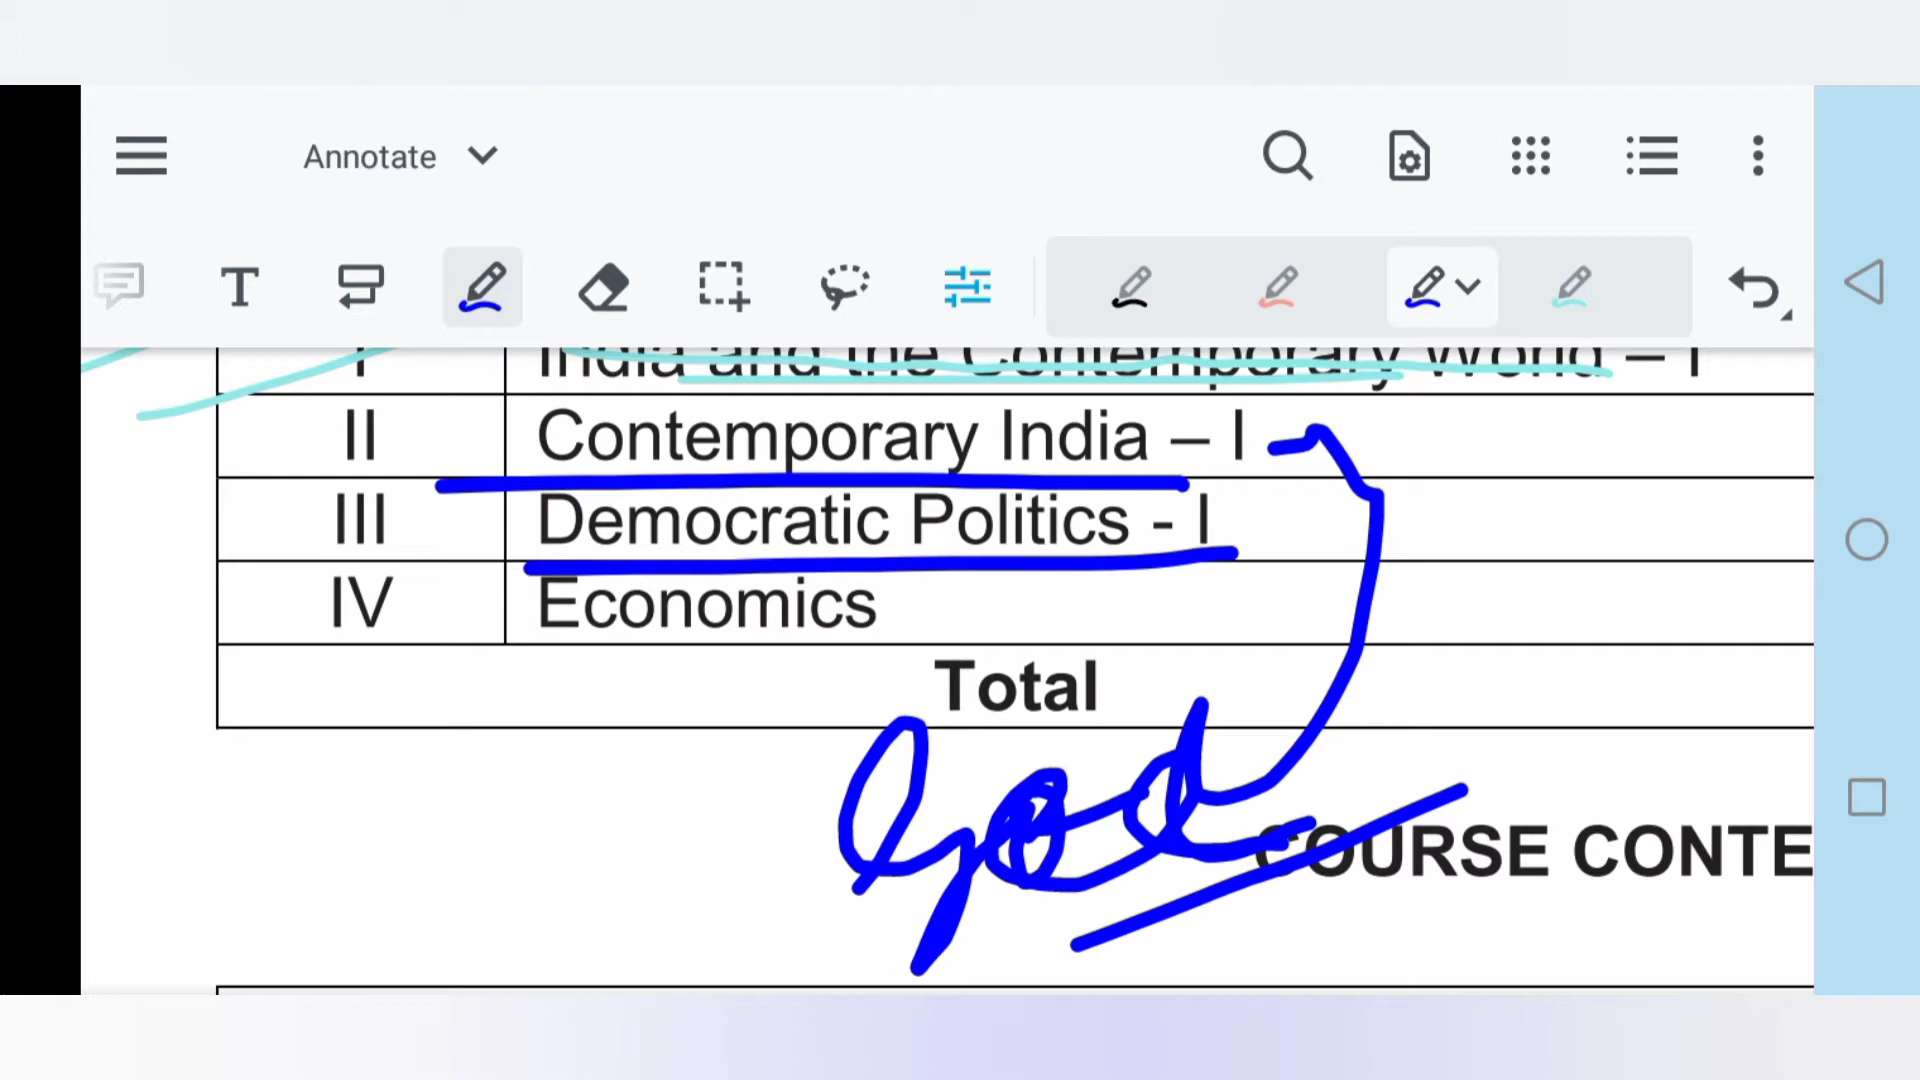 Annotate
T
I India and the Contemporary World – I
II Contemporary India – I
III Democratic Politics - I
IV Economics
Total
COURSE CONTE